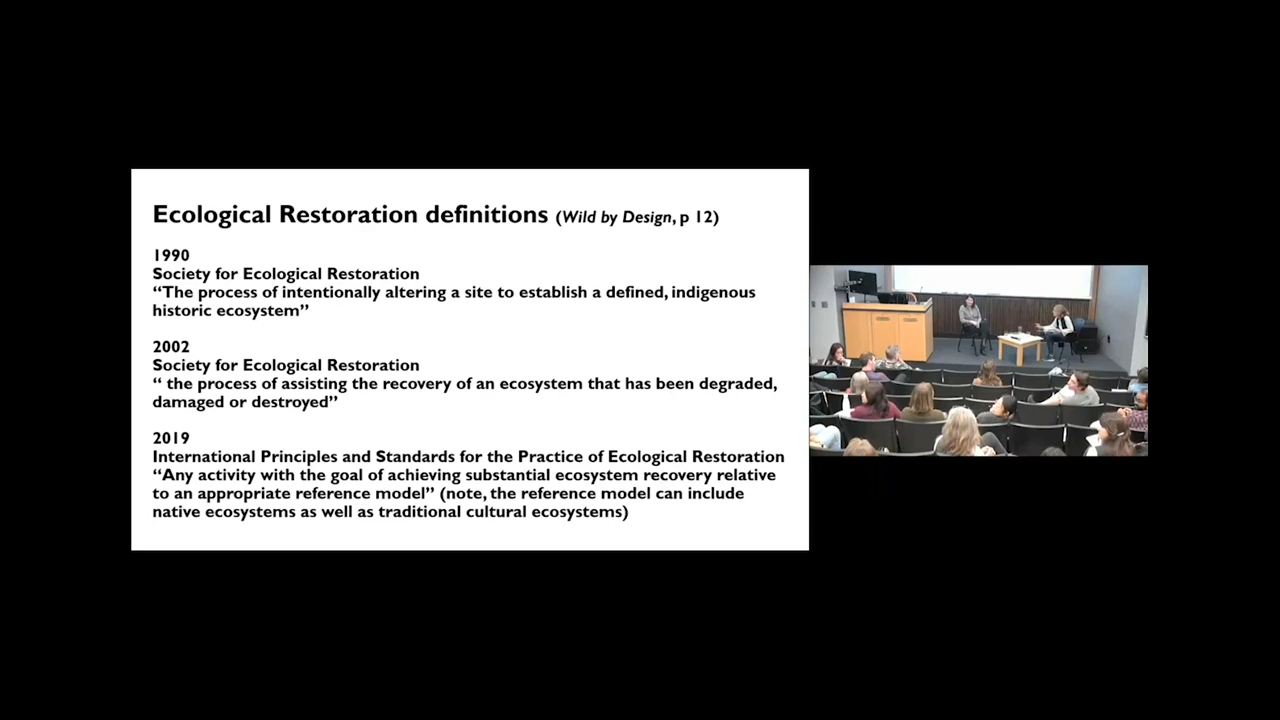 Ecological Restoration definitions (Wild by Design, p 12)
1990
Society for Ecological Restoration
“The process of intentionally altering a site to establish a defined, indigenous
historic ecosystem”
2002
Society for Ecological Restoration
“ the process of assisting the recovery of an ecosystem that has been degraded,
damaged or destroyed”
2019
International Principles and Standards for the Practice of Ecological Restoration
“Any activity with the goal of achieving substantial ecosystem recovery relative
to an appropriate reference model” (note, the reference model can include
native ecosystems as well as traditional cultural ecosystems)